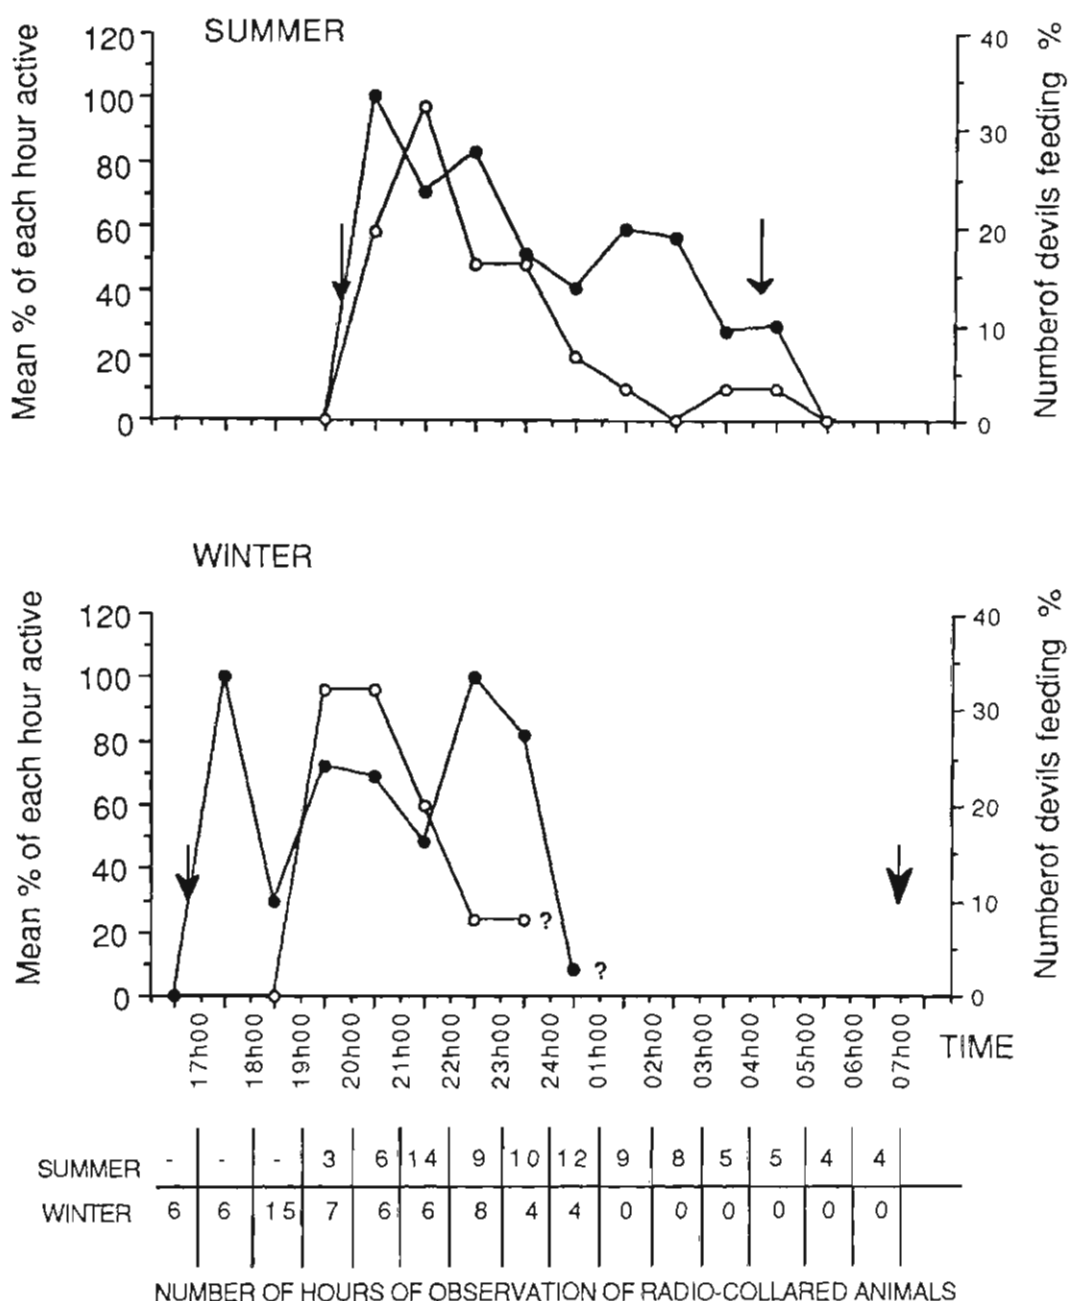 SUMMER
Mean % of each hour active
120
100
80
60
40
20
0
40
30
20
10
0
Numberof devils feeding %
WINTER
Mean % of each hour active
120
100
80
60
40
20
0
? ?
40
30
20
10
0
Numberof devils feeding %
17h00 18h00 19h00 20h00 21h00 22h00 23h00 24h00 01h00 02h00 03h00 04h00 05h00 06h00 07h00 TIME
SUMMER - - - 3 6 14 9 10 12 9 8 5 5 4 4
WINTER 6 6 15 7 6 6 8 4 4 0 0 0 0 0 0
NUMBER OF HOURS OF OBSERVATION OF RADIO-COLLARED ANIMALS